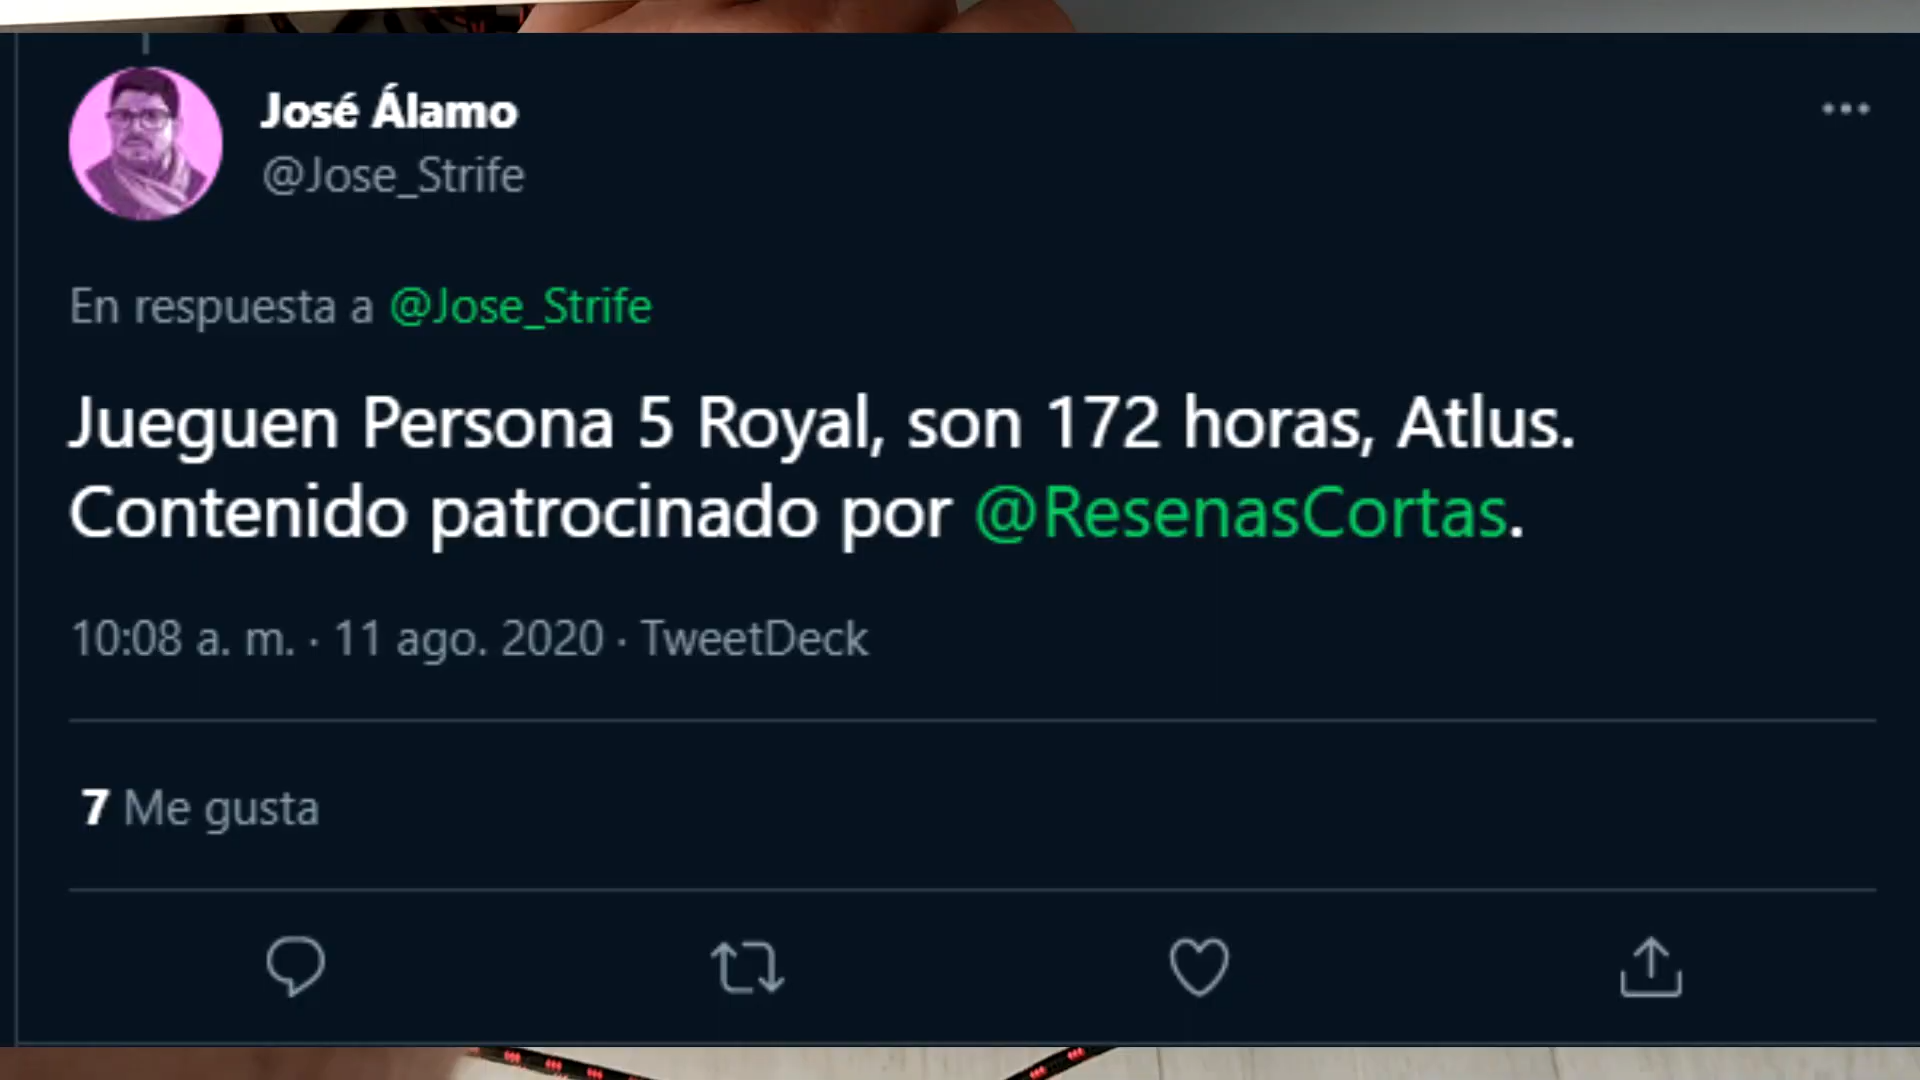 José Álamo
@Jose_Strife
En respuesta a @Jose_Strife
Jueguen Persona 5 Royal, son 172 horas, Atlus.
Contenido patrocinado por @ResenasCortas.
10:08 a. m. · 11 ago. 2020 · TweetDeck
7 Me gusta